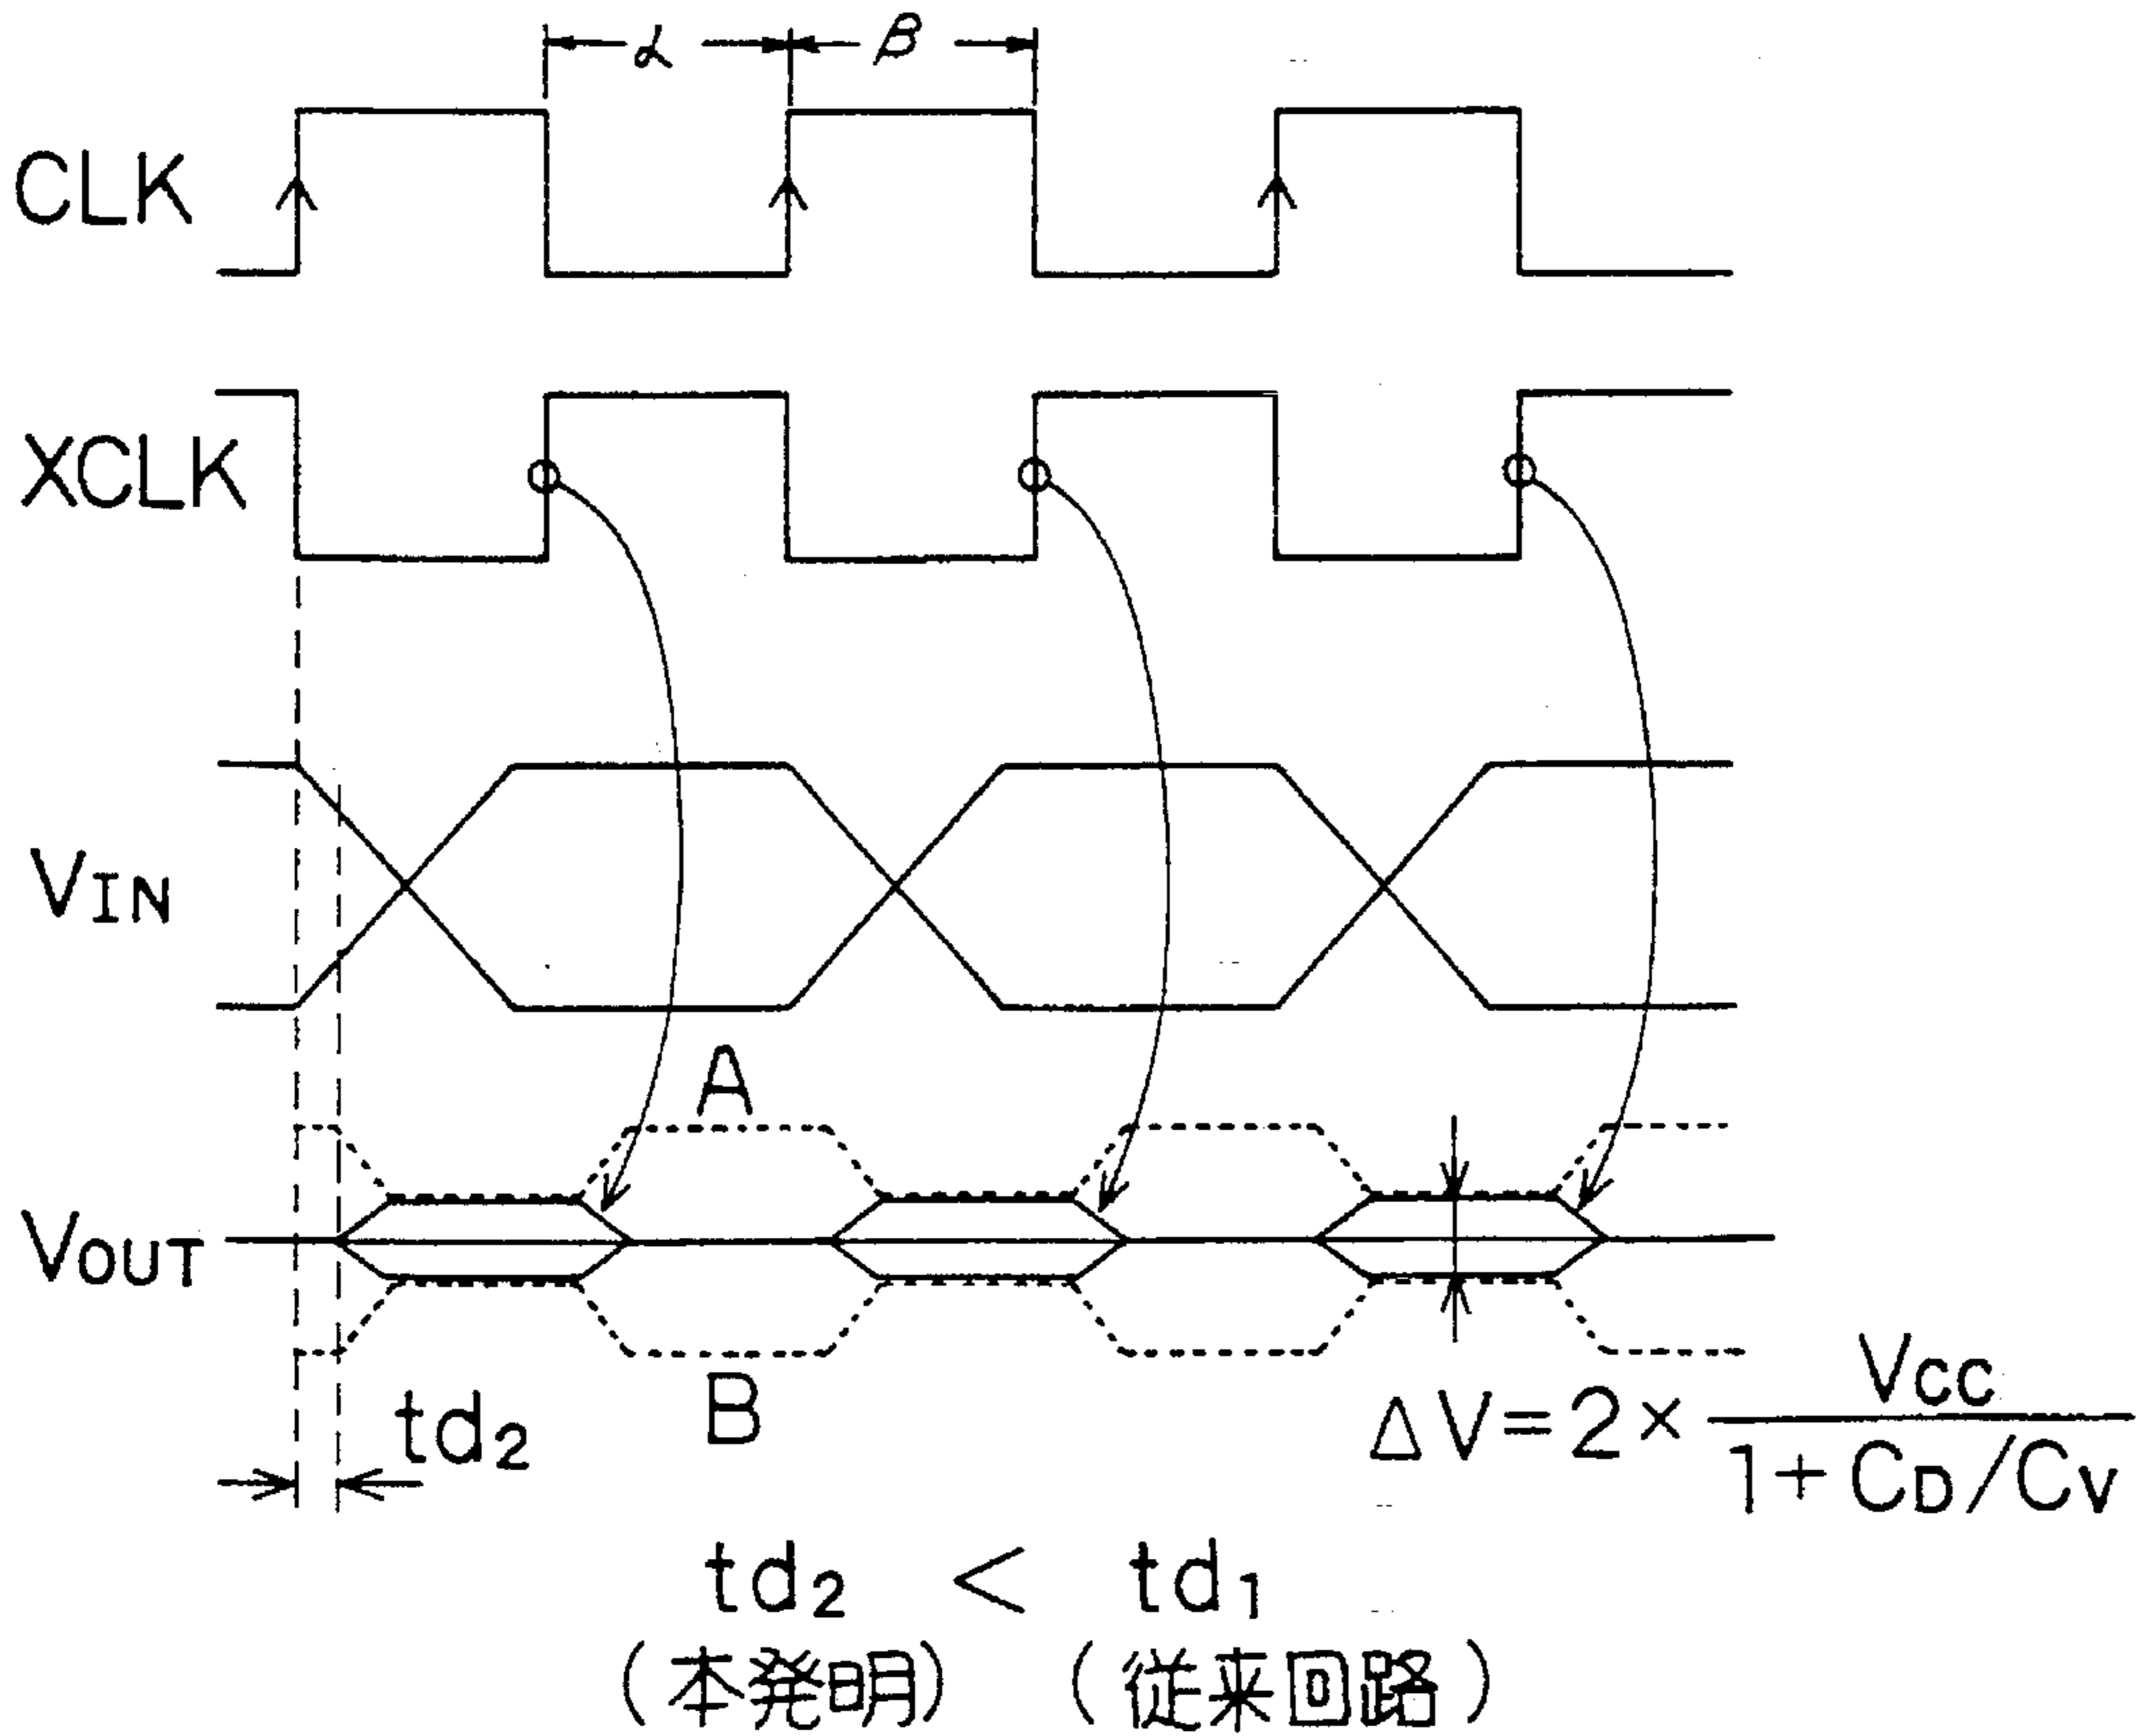 α β
CLK
XCLK
VIN
A
VOUT
B
td2
ΔV=2×VCC/1+CD/CV
td2 < td1
(本発明) (従来回路)